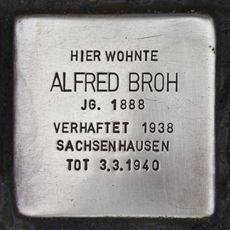 HIER WOHNTE
ALFRED BROH
JG. 1888
VERHAFTET 1938
SACHSENHAUSEN
TOT 3.3.1940